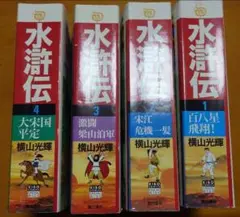 水滸伝
4
大宋国
平定
横山光輝
水滸伝
3
激闘
梁山泊軍
横山光輝
水滸伝
2
宋江
危機一髪
横山光輝
水滸伝
1
百八星
飛翔!
横山光輝